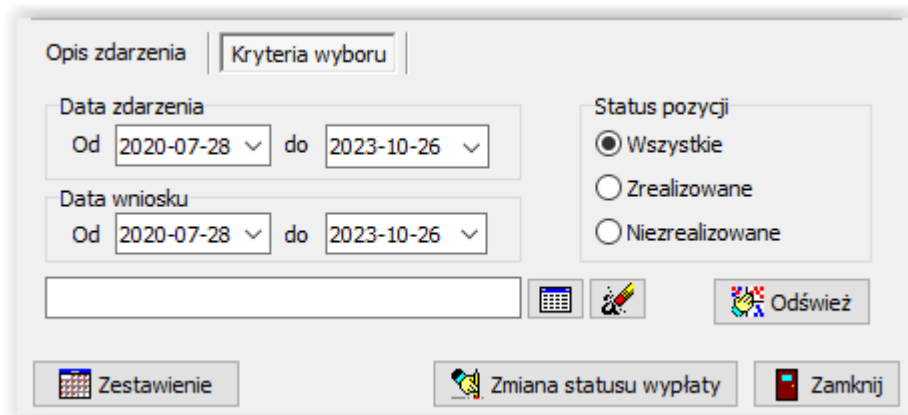 Opis zdarzenia Kryteria wyboru
Data zdarzenia
Od 2020-07-28 do 2023-10-26
Data wniosku
Od 2020-07-28 do 2023-10-26
Status pozycji
Wszystkie
Zrealizowane
Niezrealizowane
Odśwież
Zestawienie Zmiana statusu wypłaty Zamknij